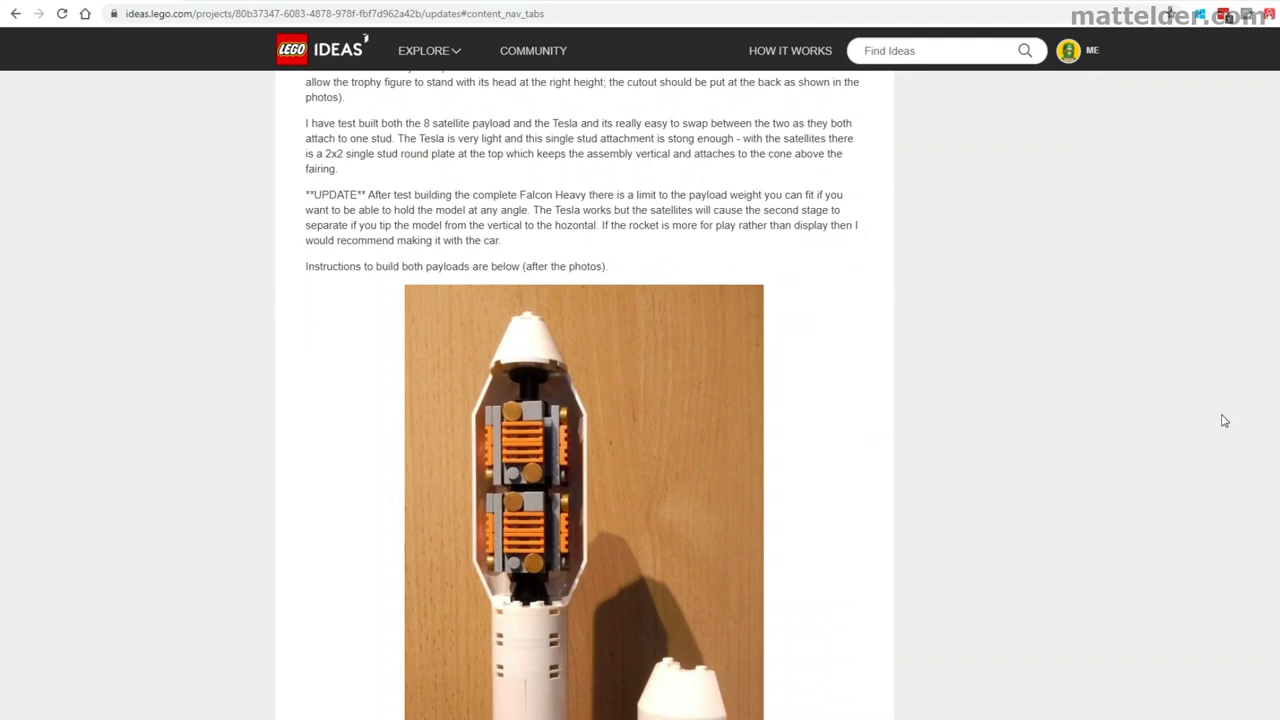 ideas.lego.com/projects/80b37347-6083-4878-978f-fbf7d962a42b/updates#content_nav_tabs
mattelder.com
LEGO IDEAS EXPLORE COMMUNITY HOW IT WORKS Find Ideas ME
allow the trophy figure to stand with its head at the right height; the cutout should be put at the back as shown in the
photos).
I have test built both the 8 satellite payload and the Tesla and its really easy to swap between the two as they both
attach to one stud. The Tesla is very light and this single stud attachment is stong enough - with the satellites there
is a 2x2 single stud round plate at the top which keeps the assembly vertical and attaches to the cone above the
fairing.
**UPDATE** After test building the complete Falcon Heavy there is a limit to the payload weight you can fit if you
want to be able to hold the model at any angle. The Tesla works but the satellites will cause the second stage to
separate if you tip the model from the vertical to the hozontal. If the rocket is more for play rather than display then I
would recommend making it with the car.
Instructions to build both payloads are below (after the photos).